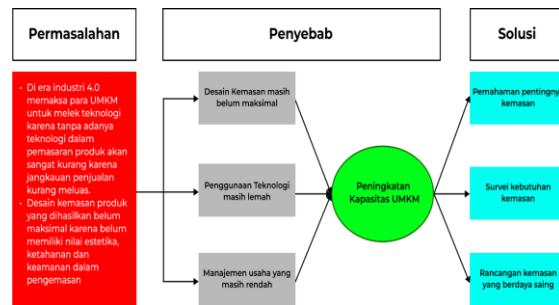 Permasalahan
Penyebab
Solusi
• Di era industri 4.0
memaksa para UMKM
untuk melek teknologi
karena tanpa adanya
teknologi dalam
pemasaran produk akan
sangat kurang karena
jangkauan penjualan
kurang meluas.
• Desain kemasan produk
yang dihasilkan belum
maksimal karena belum
memiliki nilai estetika,
ketahanan dan
keamanan dalam
pengemasan
Desain Kemasan masih
belum maksimal
Penggunaan Teknologi
masih lemah
Manajemen usaha yang
masih rendah
Peningkatan
Kapasitas UMKM
Pemahaman pentingny
kemasan
Survei kebutuhan
kemasan
Rancangan kemasan
yang berdaya saing